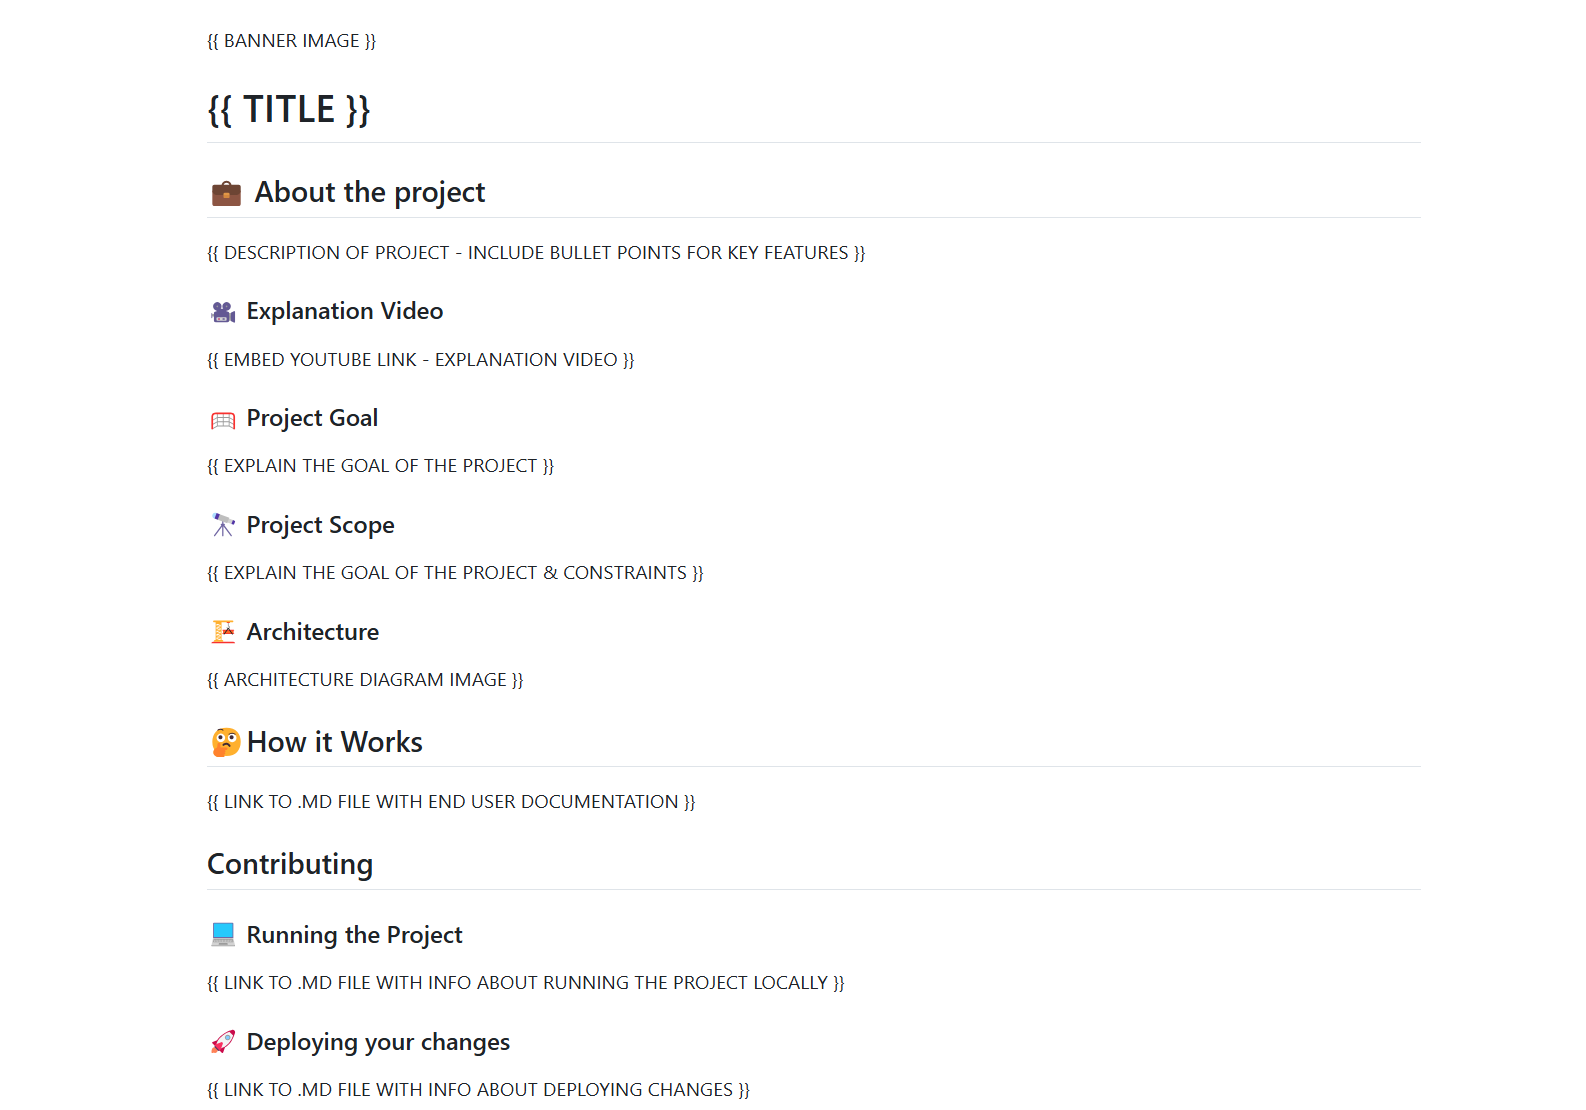 {{ BANNER IMAGE }}
{{ TITLE }}
About the project
{{ DESCRIPTION OF PROJECT - INCLUDE BULLET POINTS FOR KEY FEATURES }}
Explanation Video
{{ EMBED YOUTUBE LINK - EXPLANATION VIDEO }}
Project Goal
{{ EXPLAIN THE GOAL OF THE PROJECT }}
Project Scope
{{ EXPLAIN THE GOAL OF THE PROJECT & CONSTRAINTS }}
Architecture
{{ ARCHITECTURE DIAGRAM IMAGE }}
How it Works
{{ LINK TO .MD FILE WITH END USER DOCUMENTATION }}
Contributing
Running the Project
{{ LINK TO .MD FILE WITH INFO ABOUT RUNNING THE PROJECT LOCALLY }}
Deploying your changes
{{ LINK TO .MD FILE WITH INFO ABOUT DEPLOYING CHANGES }}